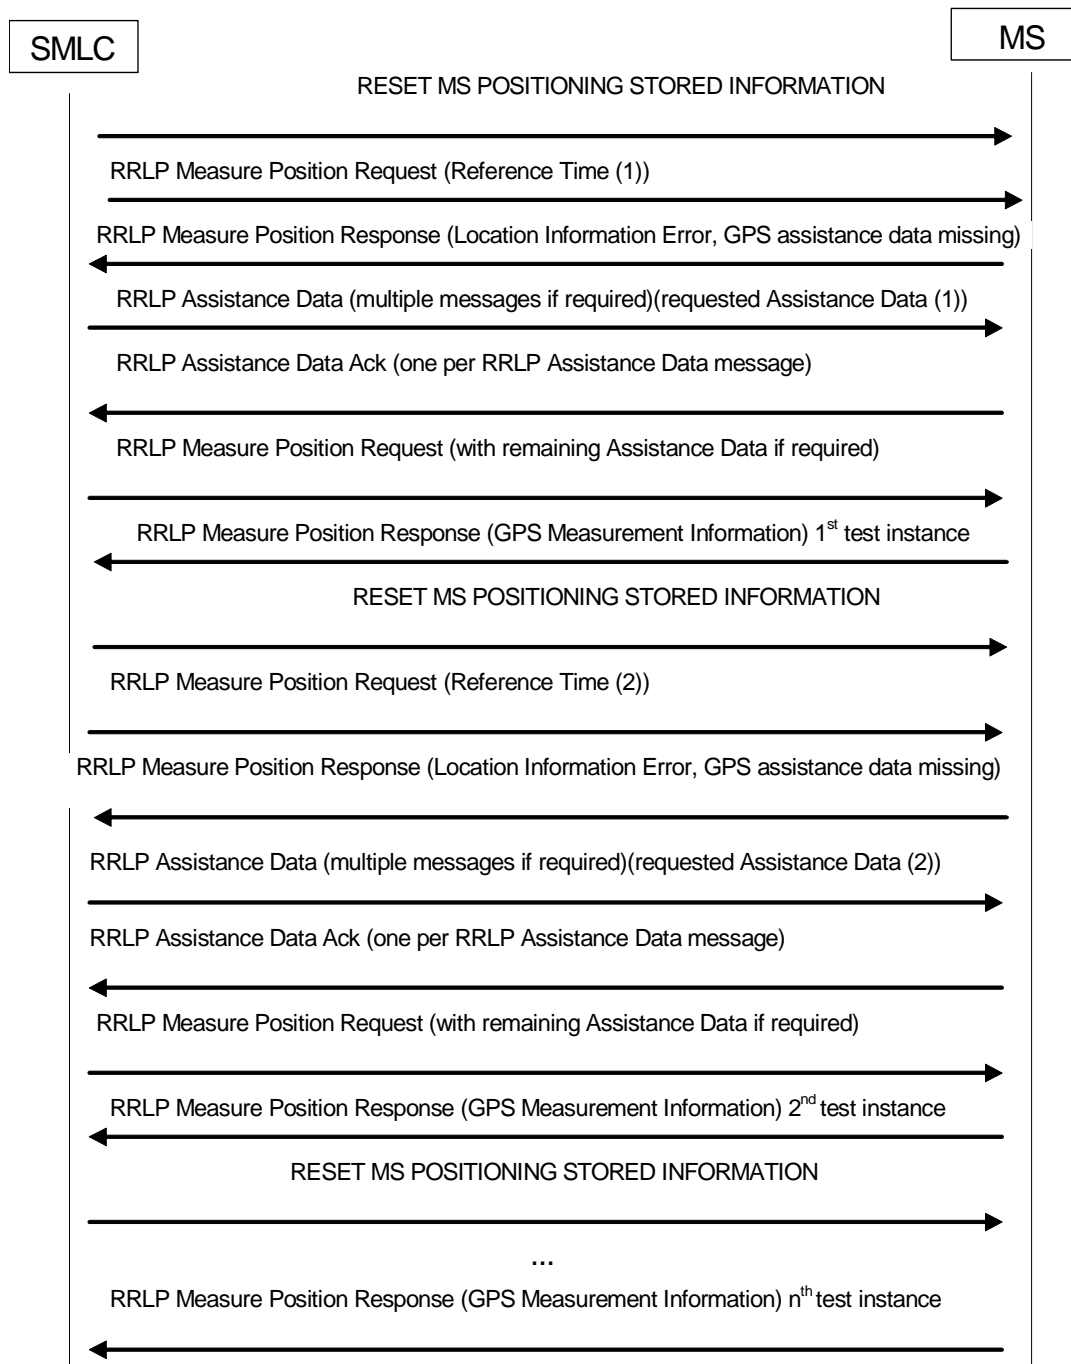 SMLC
MS
RESET MS POSITIONING STORED INFORMATION
RRLP Measure Position Request (Reference Time (1))
RRLP Measure Position Response (Location Information Error, GPS assistance data missing)
RRLP Assistance Data (multiple messages if required)(requested Assistance Data (1))
RRLP Assistance Data Ack (one per RRLP Assistance Data message)
RRLP Measure Position Request (with remaining Assistance Data if required)
RRLP Measure Position Response (GPS Measurement Information) 1st test instance
RESET MS POSITIONING STORED INFORMATION
RRLP Measure Position Request (Reference Time (2))
RRLP Measure Position Response (Location Information Error, GPS assistance data missing)
RRLP Assistance Data (multiple messages if required)(requested Assistance Data (2))
RRLP Assistance Data Ack (one per RRLP Assistance Data message)
RRLP Measure Position Request (with remaining Assistance Data if required)
RRLP Measure Position Response (GPS Measurement Information) 2nd test instance
RESET MS POSITIONING STORED INFORMATION
...
RRLP Measure Position Response (GPS Measurement Information) nth test instance